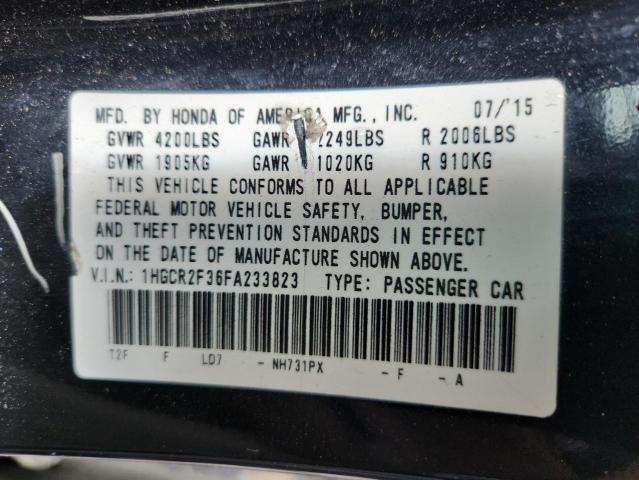 MFD. BY HONDA OF AMERICA MFG., INC. 07/'15
GVWR 4200LBS GAWR 2249LBS R 2006LBS
GVWR 1905KG GAWR 1020KG R 910KG
THIS VEHICLE CONFORMS TO ALL APPLICABLE
FEDERAL MOTOR VEHICLE SAFETY, BUMPER,
AND THEFT PREVENTION STANDARDS IN EFFECT
ON THE DATE OF MANUFACTURE SHOWN ABOVE.
V.I.N.: 1HGCR2F36FA233823 TYPE: PASSENGER CAR
T2F F LD7 - NH731PX - F - A